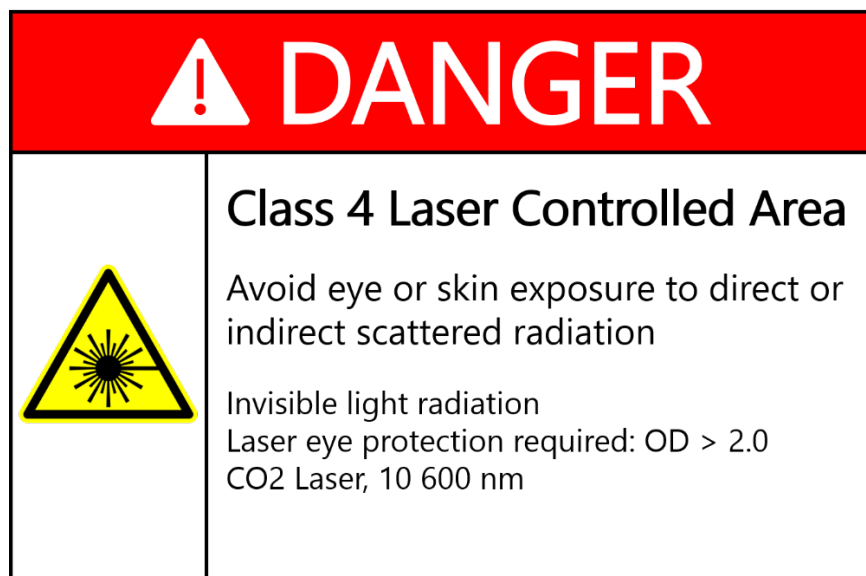 DANGER
Class 4 Laser Controlled Area
Avoid eye or skin exposure to direct or
indirect scattered radiation
Invisible light radiation
Laser eye protection required: OD > 2.0
CO2 Laser, 10 600 nm